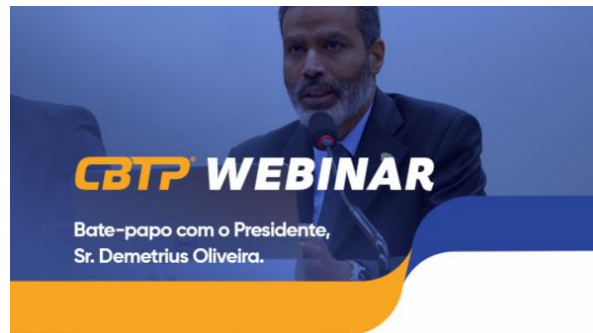 CBTP® WEBINAR
Bate-papo com o Presidente,
Sr. Demetrius Oliveira.